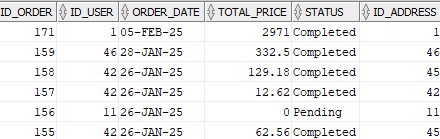 ID_ORDER ID_USER ORDER_DATE TOTAL_PRICE STATUS ID_ADDRESS
171 1 05-FEB-25 2971 Completed 1
159 46 28-JAN-25 332.5 Completed 46
158 42 26-JAN-25 129.18 Completed 45
157 42 26-JAN-25 12.62 Completed 42
156 11 26-JAN-25 0 Pending 11
155 42 26-JAN-25 62.56 Completed 45